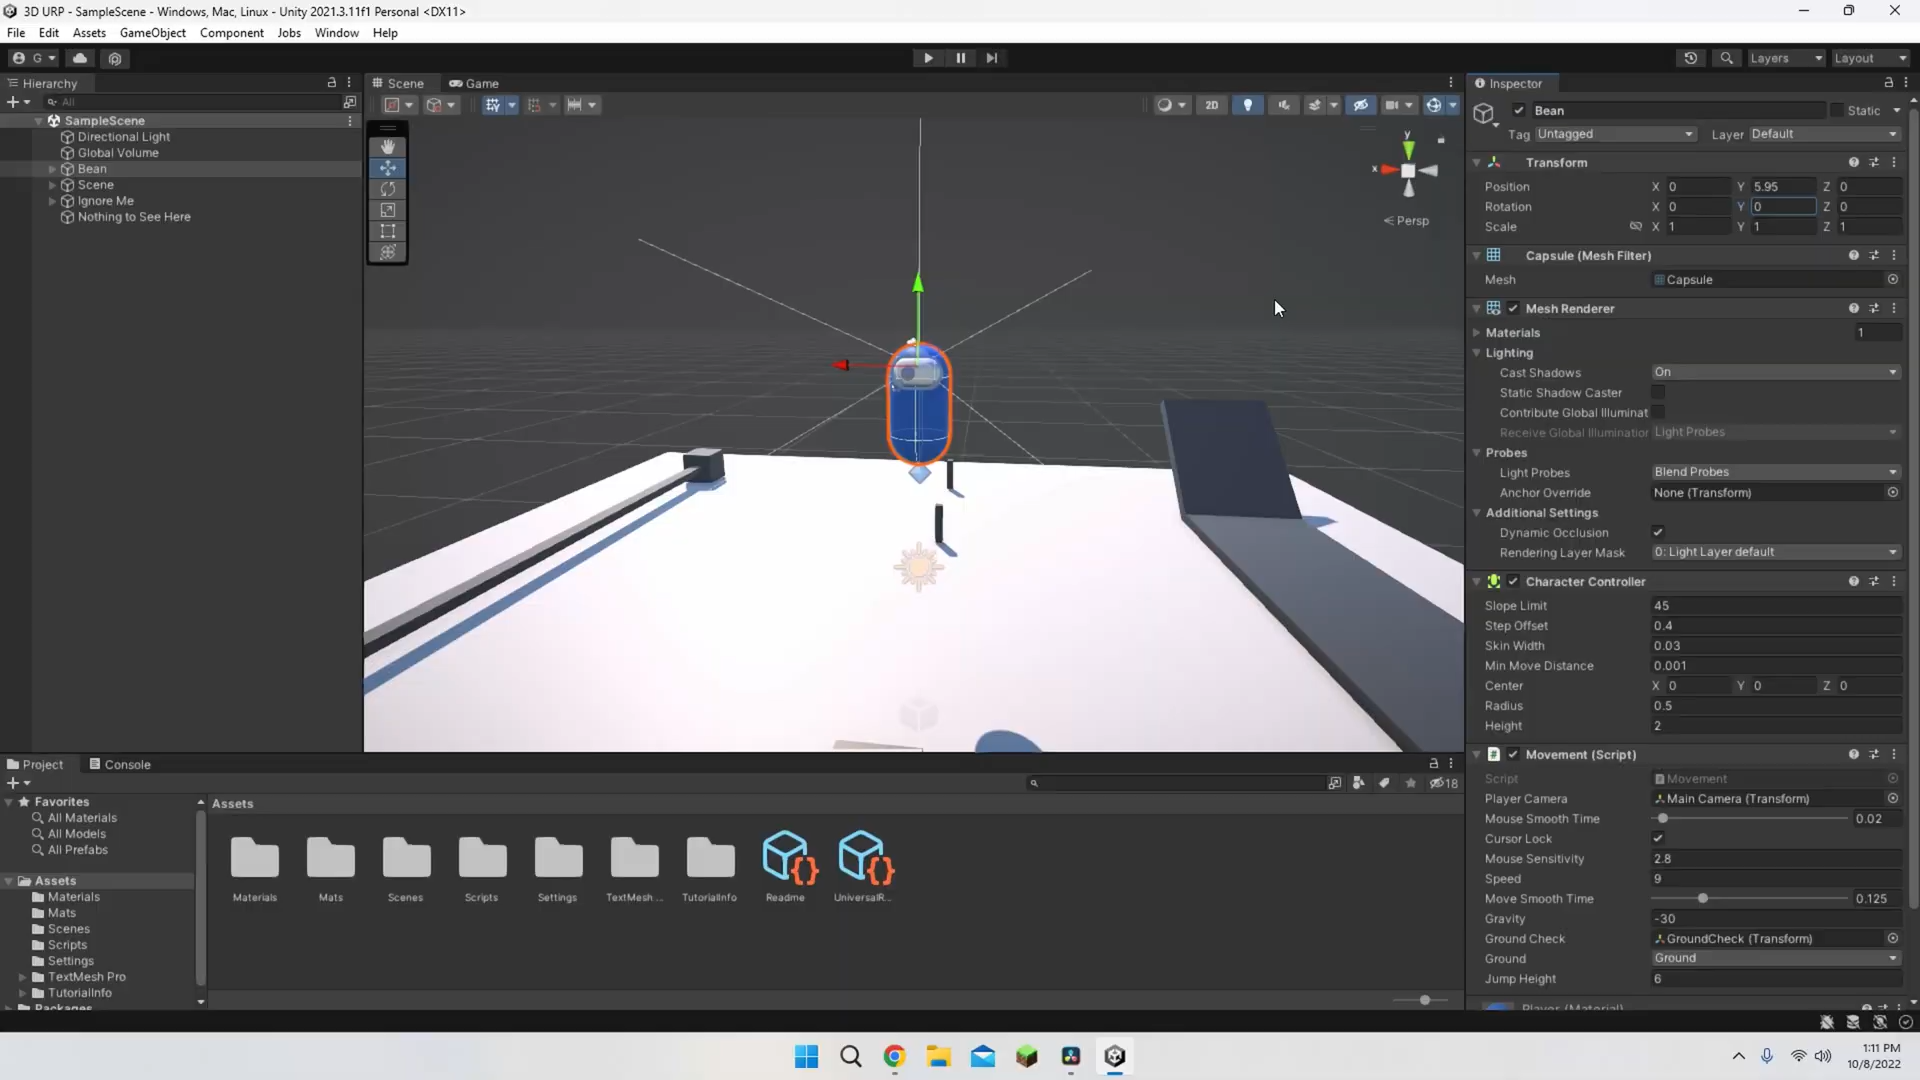 3D URP - SampleScene - Windows, Mac, Linux - Unity 2021.3.11f1 Personal <DX11>
File Edit Assets GameObject Component Jobs Window Help
G Layers Layout
Hierarchy
All
SampleScene
Directional Light
Global Volume
Bean
Scene
Ignore Me
Nothing to See Here
Scene Game
2D
y
x
Persp
Inspector
Bean Static
Tag Untagged Layer Default
Transform
Position X 0 Y 5.95 Z 0
Rotation X 0 Y 0 Z 0
Scale X 1 Y 1 Z 1
Capsule (Mesh Filter)
Mesh Capsule
Mesh Renderer
Materials 1
Lighting
Cast Shadows On
Static Shadow Caster
Contribute Global Illuminat
Receive Global Illumination Light Probes
Probes
Light Probes Blend Probes
Anchor Override None (Transform)
Additional Settings
Dynamic Occlusion
Rendering Layer Mask 0: Light Layer default
Character Controller
Slope Limit 45
Step Offset 0.4
Skin Width 0.03
Min Move Distance 0.001
Center X 0 Y 0 Z 0
Radius 0.5
Height 2
Movement (Script)
Script Movement
Player Camera Main Camera (Transform)
Mouse Smooth Time 0.02
Cursor Lock
Mouse Sensitivity 2.8
Speed 9
Move Smooth Time 0.125
Gravity -30
Ground Check GroundCheck (Transform)
Ground Ground
Jump Height 6
Player (Material)
Project Console
18
Favorites
All Materials
All Models
All Prefabs
Assets
Materials
Mats
Scenes
Scripts
Settings
TextMesh Pro
TutorialInfo
Packages
Assets
Materials Mats Scenes Scripts Settings TextMesh ... TutorialInfo Readme UniversalR...
1:11 PM
10/8/2022